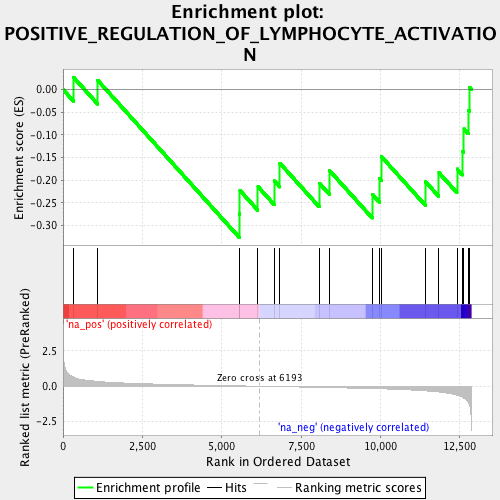 Enrichment plot:
POSITIVE_REGULATION_OF_LYMPHOCYTE_ACTIVATIO
N
Enrichment score (ES)
0.00
-0.05
-0.10
-0.15
-0.20
-0.25
-0.30
'na_pos' (positively correlated)
Ranked list metric (PreRanked)
2.5
0.0
-2.5
Zero cross at 6193
'na_neg' (negatively correlated)
0
2,500
5,000
7,500
10,000
12,500
Rank in Ordered Dataset
Enrichment profile
Hits
Ranking metric scores